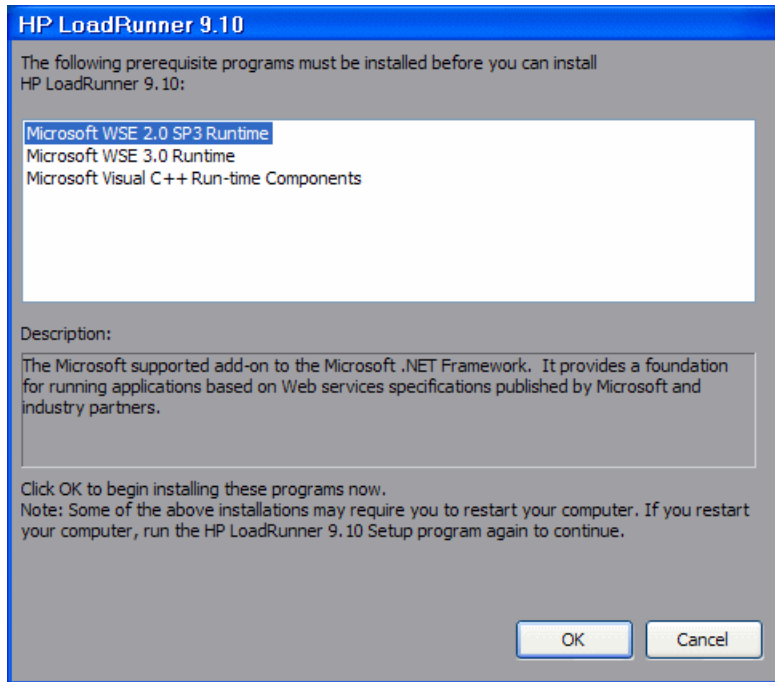 HP LoadRunner 9.10
The following prerequisite programs must be installed before you can install
HP LoadRunner 9.10:
Microsoft WSE 2.0 SP3 Runtime
Microsoft WSE 3.0 Runtime
Microsoft Visual C++ Run-time Components
Description:
The Microsoft supported add-on to the Microsoft .NET Framework.  It provides a foundation
for running applications based on Web services specifications published by Microsoft and
industry partners.
Click OK to begin installing these programs now.
Note: Some of the above installations may require you to restart your computer. If you restart
your computer, run the HP LoadRunner 9.10 Setup program again to continue.
OK
Cancel